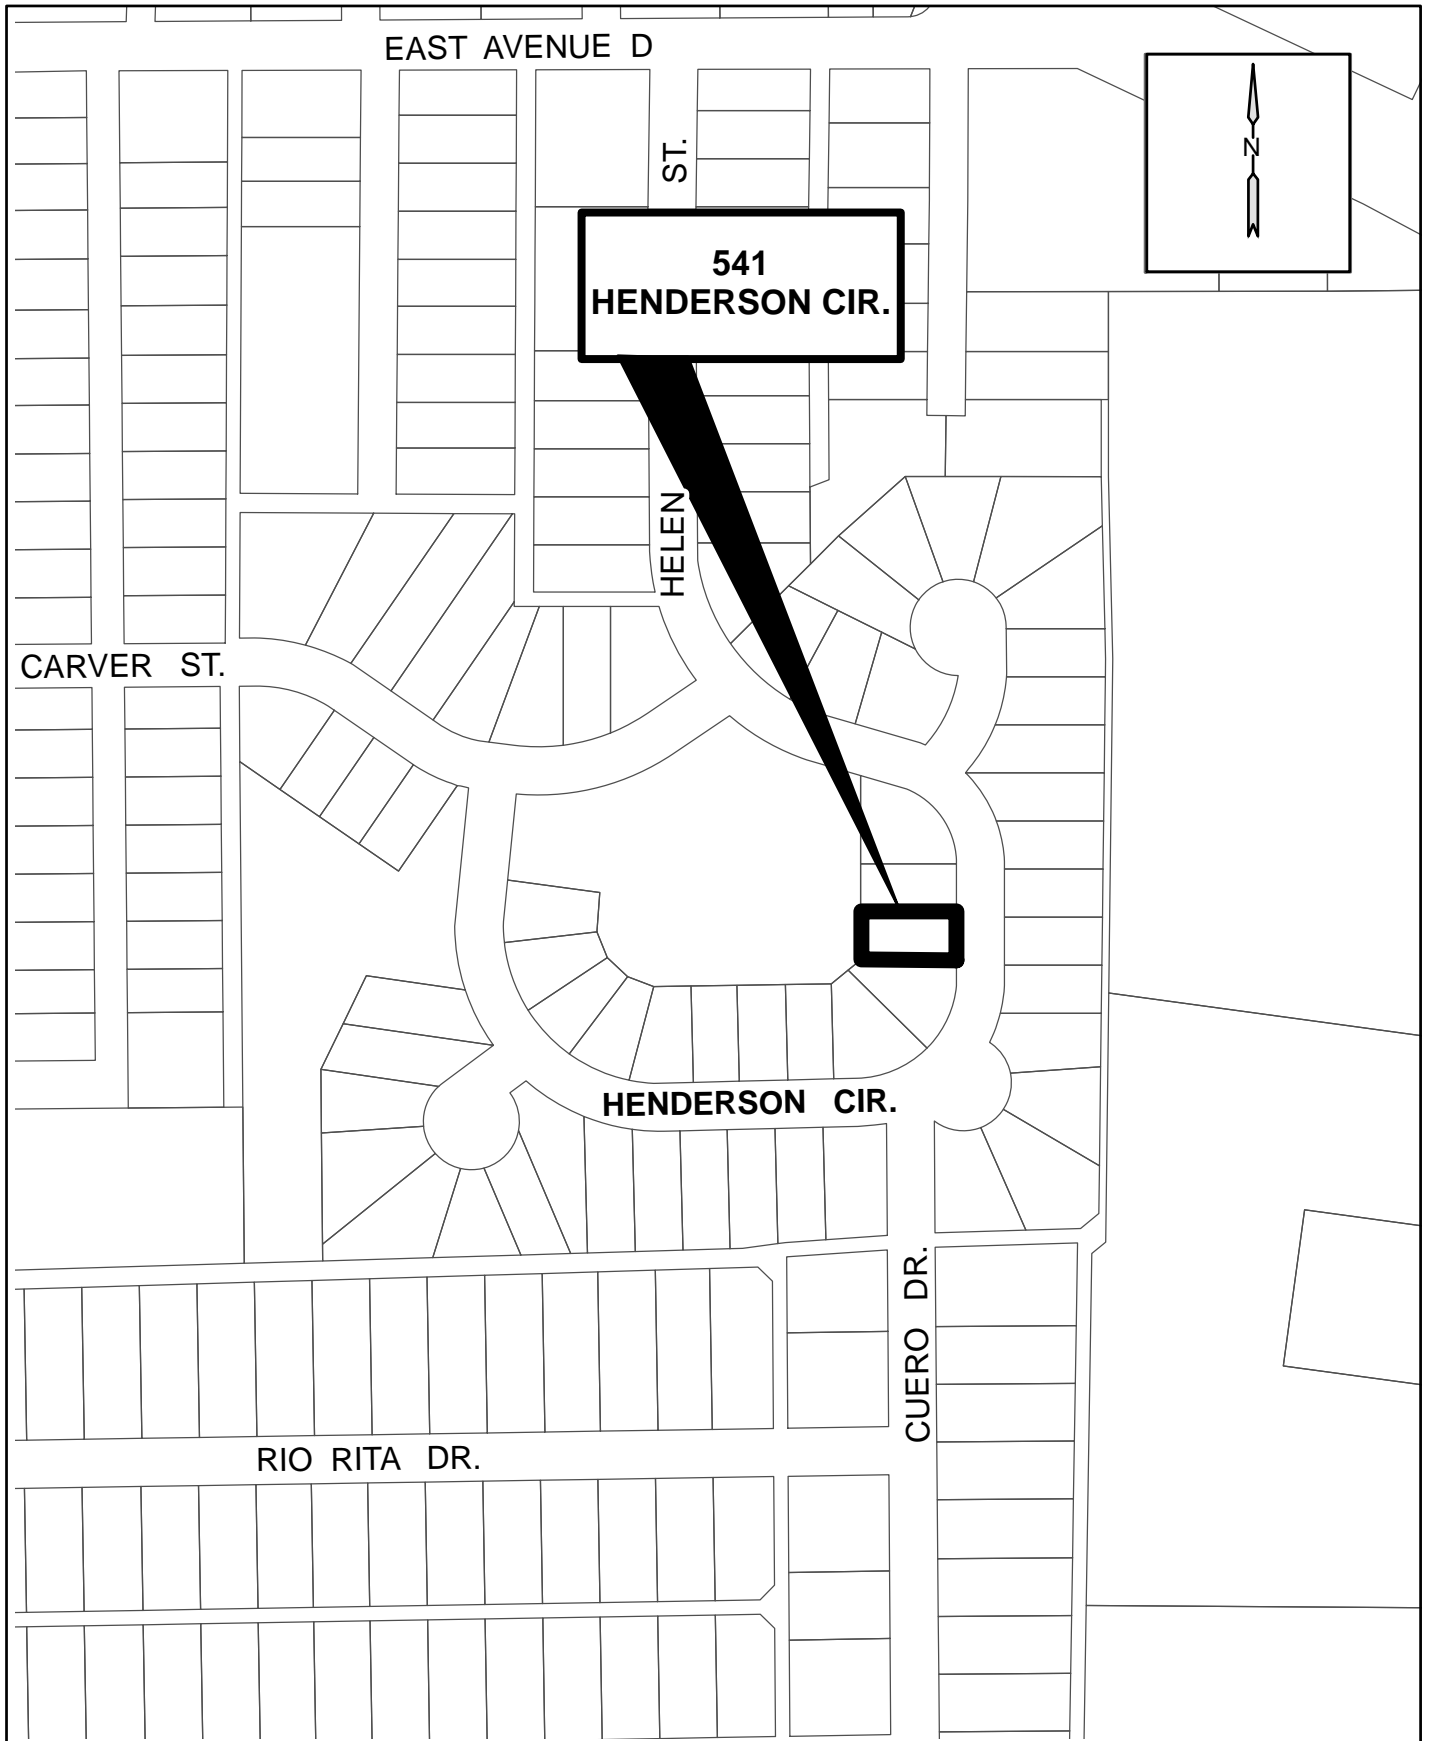 EAST AVENUE D
N
ST.
541
HENDERSON CIR.
HELEN
CARVER ST.
HENDERSON CIR.
CUERO DR.
RIO RITA DR.